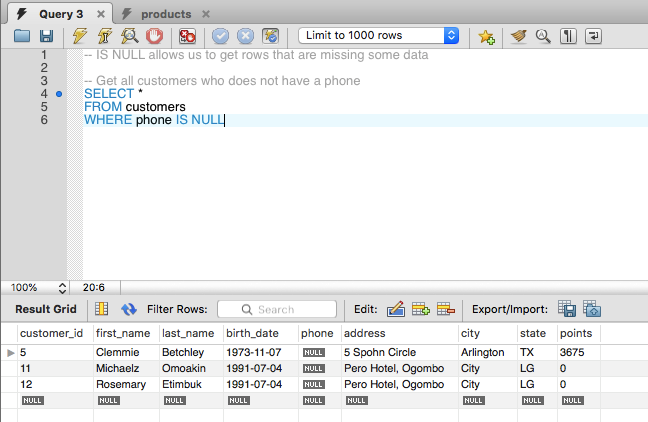 Query 3 products
Limit to 1000 rows
1 -- IS NULL allows us to get rows that are missing some data
2
3 -- Get all customers who does not have a phone
4 SELECT *
5 FROM customers
6 WHERE phone IS NULL
100% 20:6
Result Grid Filter Rows: Search Edit: Export/Import:
customer_id first_name last_name birth_date phone address city state points
5 Clemmie Betchley 1973-11-07 NULL 5 Spohn Circle Arlington TX 3675
11 Michaelz Omoakin 1991-07-04 NULL Pero Hotel, Ogombo City LG 0
12 Rosemary Etimbuk 1991-07-04 NULL Pero Hotel, Ogombo City LG 0
NULL NULL NULL NULL NULL NULL NULL NULL NULL